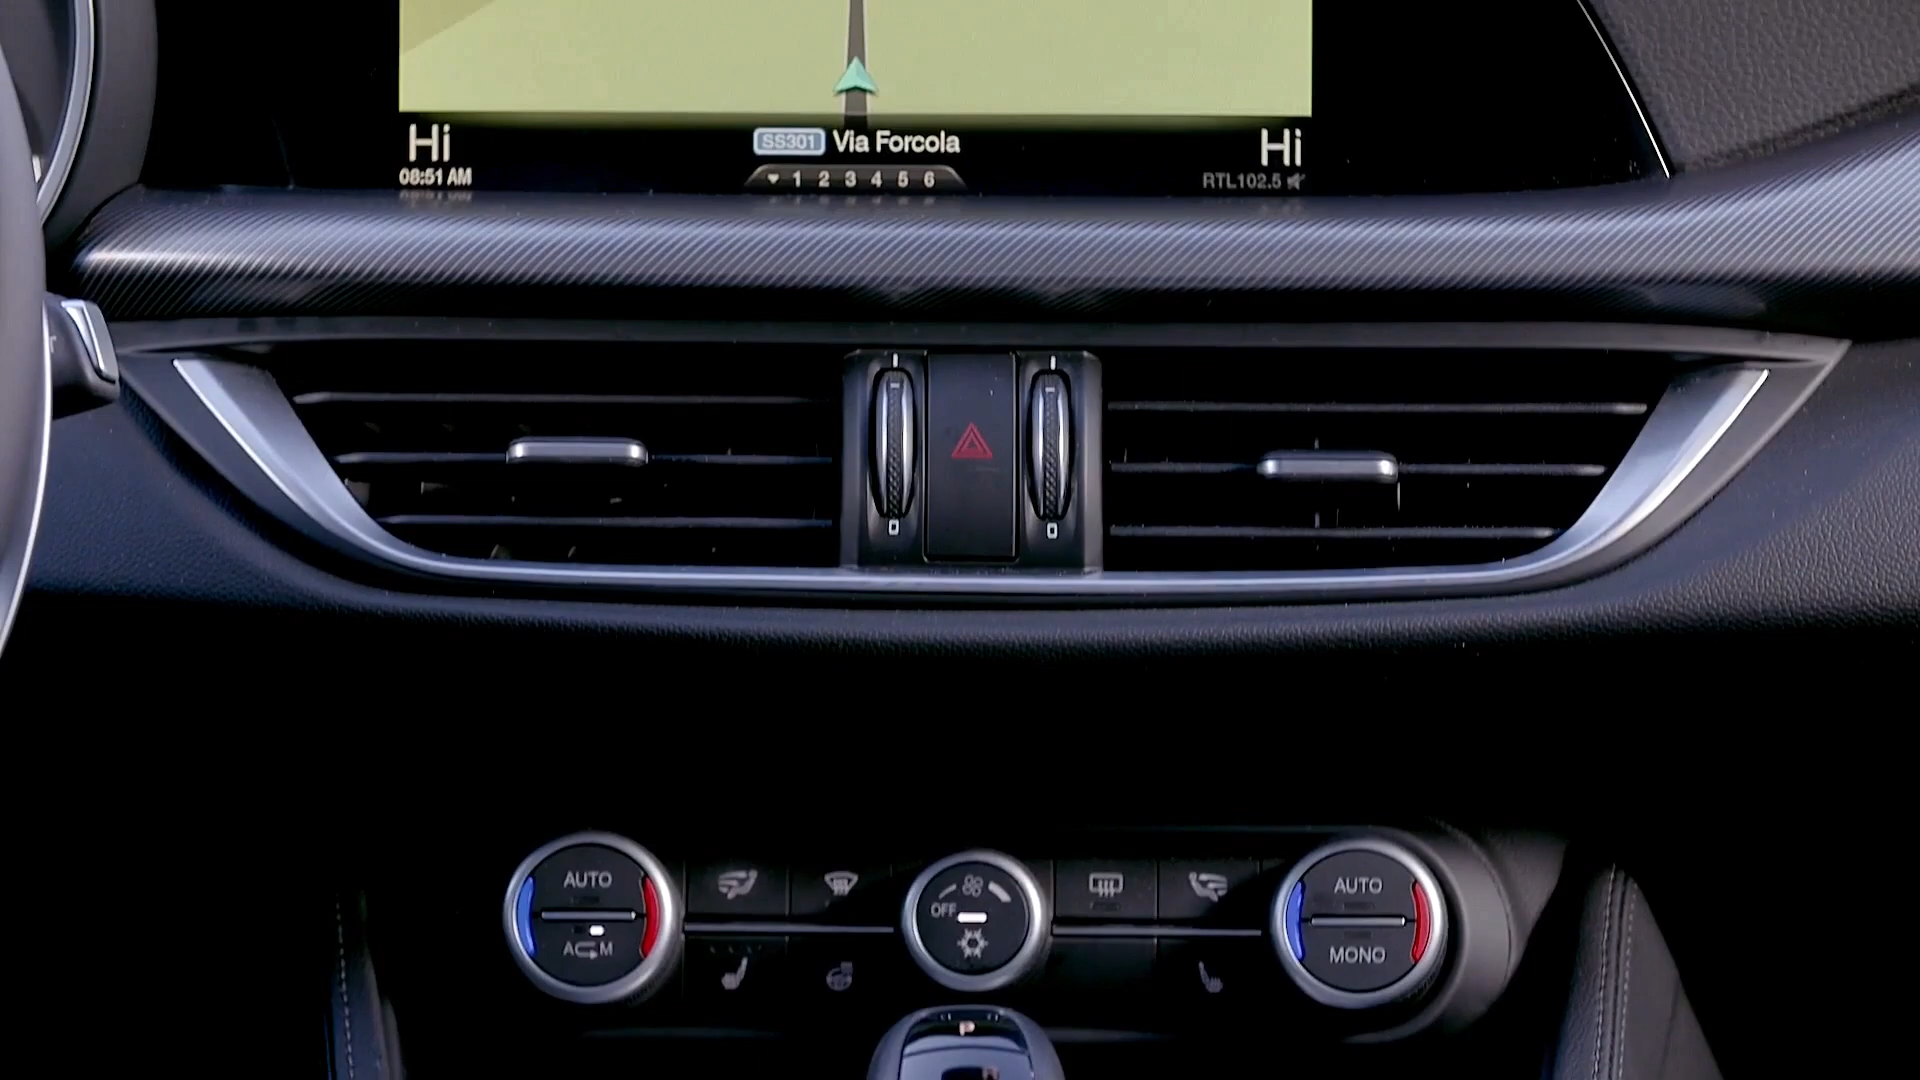 Hi
SS301 Via Forcola
Hi
08:51 AM
1 2 3 4 5 6
RTL102.5
AUTO
A M
OFF
AUTO
MONO
P